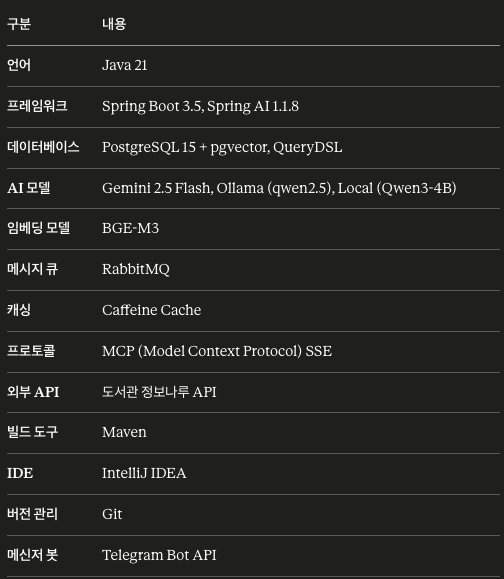 구분 내용
언어 Java 21
프레임워크 Spring Boot 3.5, Spring AI 1.1.8
데이터베이스 PostgreSQL 15 + pgvector, QueryDSL
AI 모델 Gemini 2.5 Flash, Ollama (qwen2.5), Local (Qwen3-4B)
임베딩 모델 BGE-M3
메시지 큐 RabbitMQ
캐싱 Caffeine Cache
프로토콜 MCP (Model Context Protocol) SSE
외부 API 도서관 정보나루 API
빌드 도구 Maven
IDE IntelliJ IDEA
버전 관리 Git
메신저 봇 Telegram Bot API